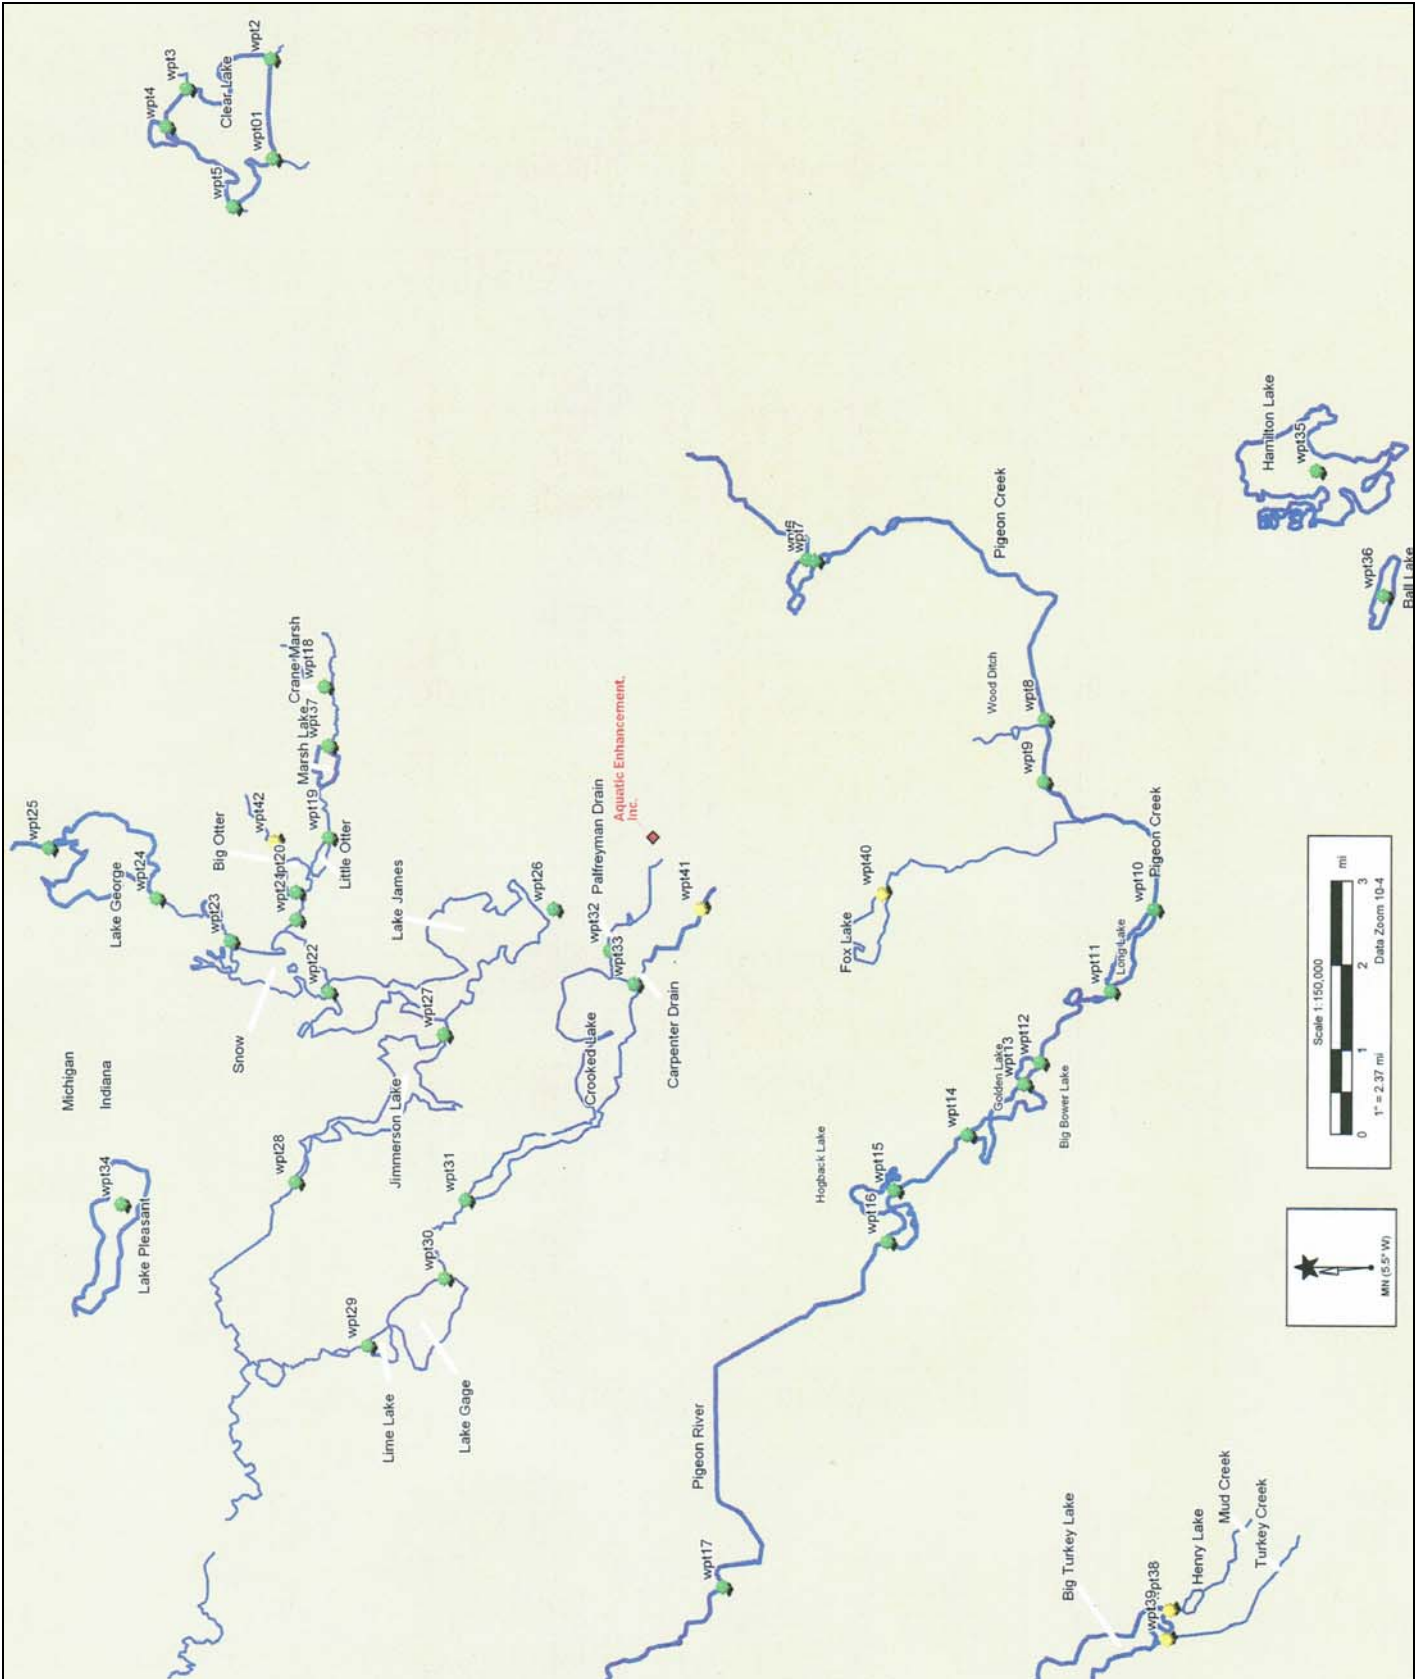 wpt25
Lake George
wpt24
wpt23
wpt42
Big Otter
wpt20
wpt21
wpt19
Little Otter
Marsh Lake
wpt37
Crane Marsh
wpt18
wpt2
wpt3
Clear Lake
wpt4
wpt01
wpt5
Michigan
Indiana
Snow
wpt22
Lake James
wpt26
wpt27
Jimmerson Lake
wpt28
wpt34
Lake Pleasant
wpt29
Lime Lake
Lake Gage
wpt30
wpt31
Crooked Lake
wpt33
wpt32
Palfreyman Drain
Carpenter Drain
wpt41
Aquatic Enhancement,
Inc.
wpt6
wpt7
Pigeon Creek
Wood Ditch
wpt8
wpt9
wpt40
Fox Lake
Pigeon Creek
wpt10
Long Lake
wpt11
wpt12
wpt13
Golden Lake
Big Bower Lake
wpt14
wpt15
Hogback Lake
wpt16
Pigeon River
wpt17
Hamilton Lake
wpt35
wpt36
Ball Lake
Big Turkey Lake
wpt39
pt38
Henry Lake
Mud Creek
Turkey Creek
Scale 1:150,000
0 1 2 3
mi
1" = 2.37 mi
Data Zoom 10-4
MN (5.5° W)